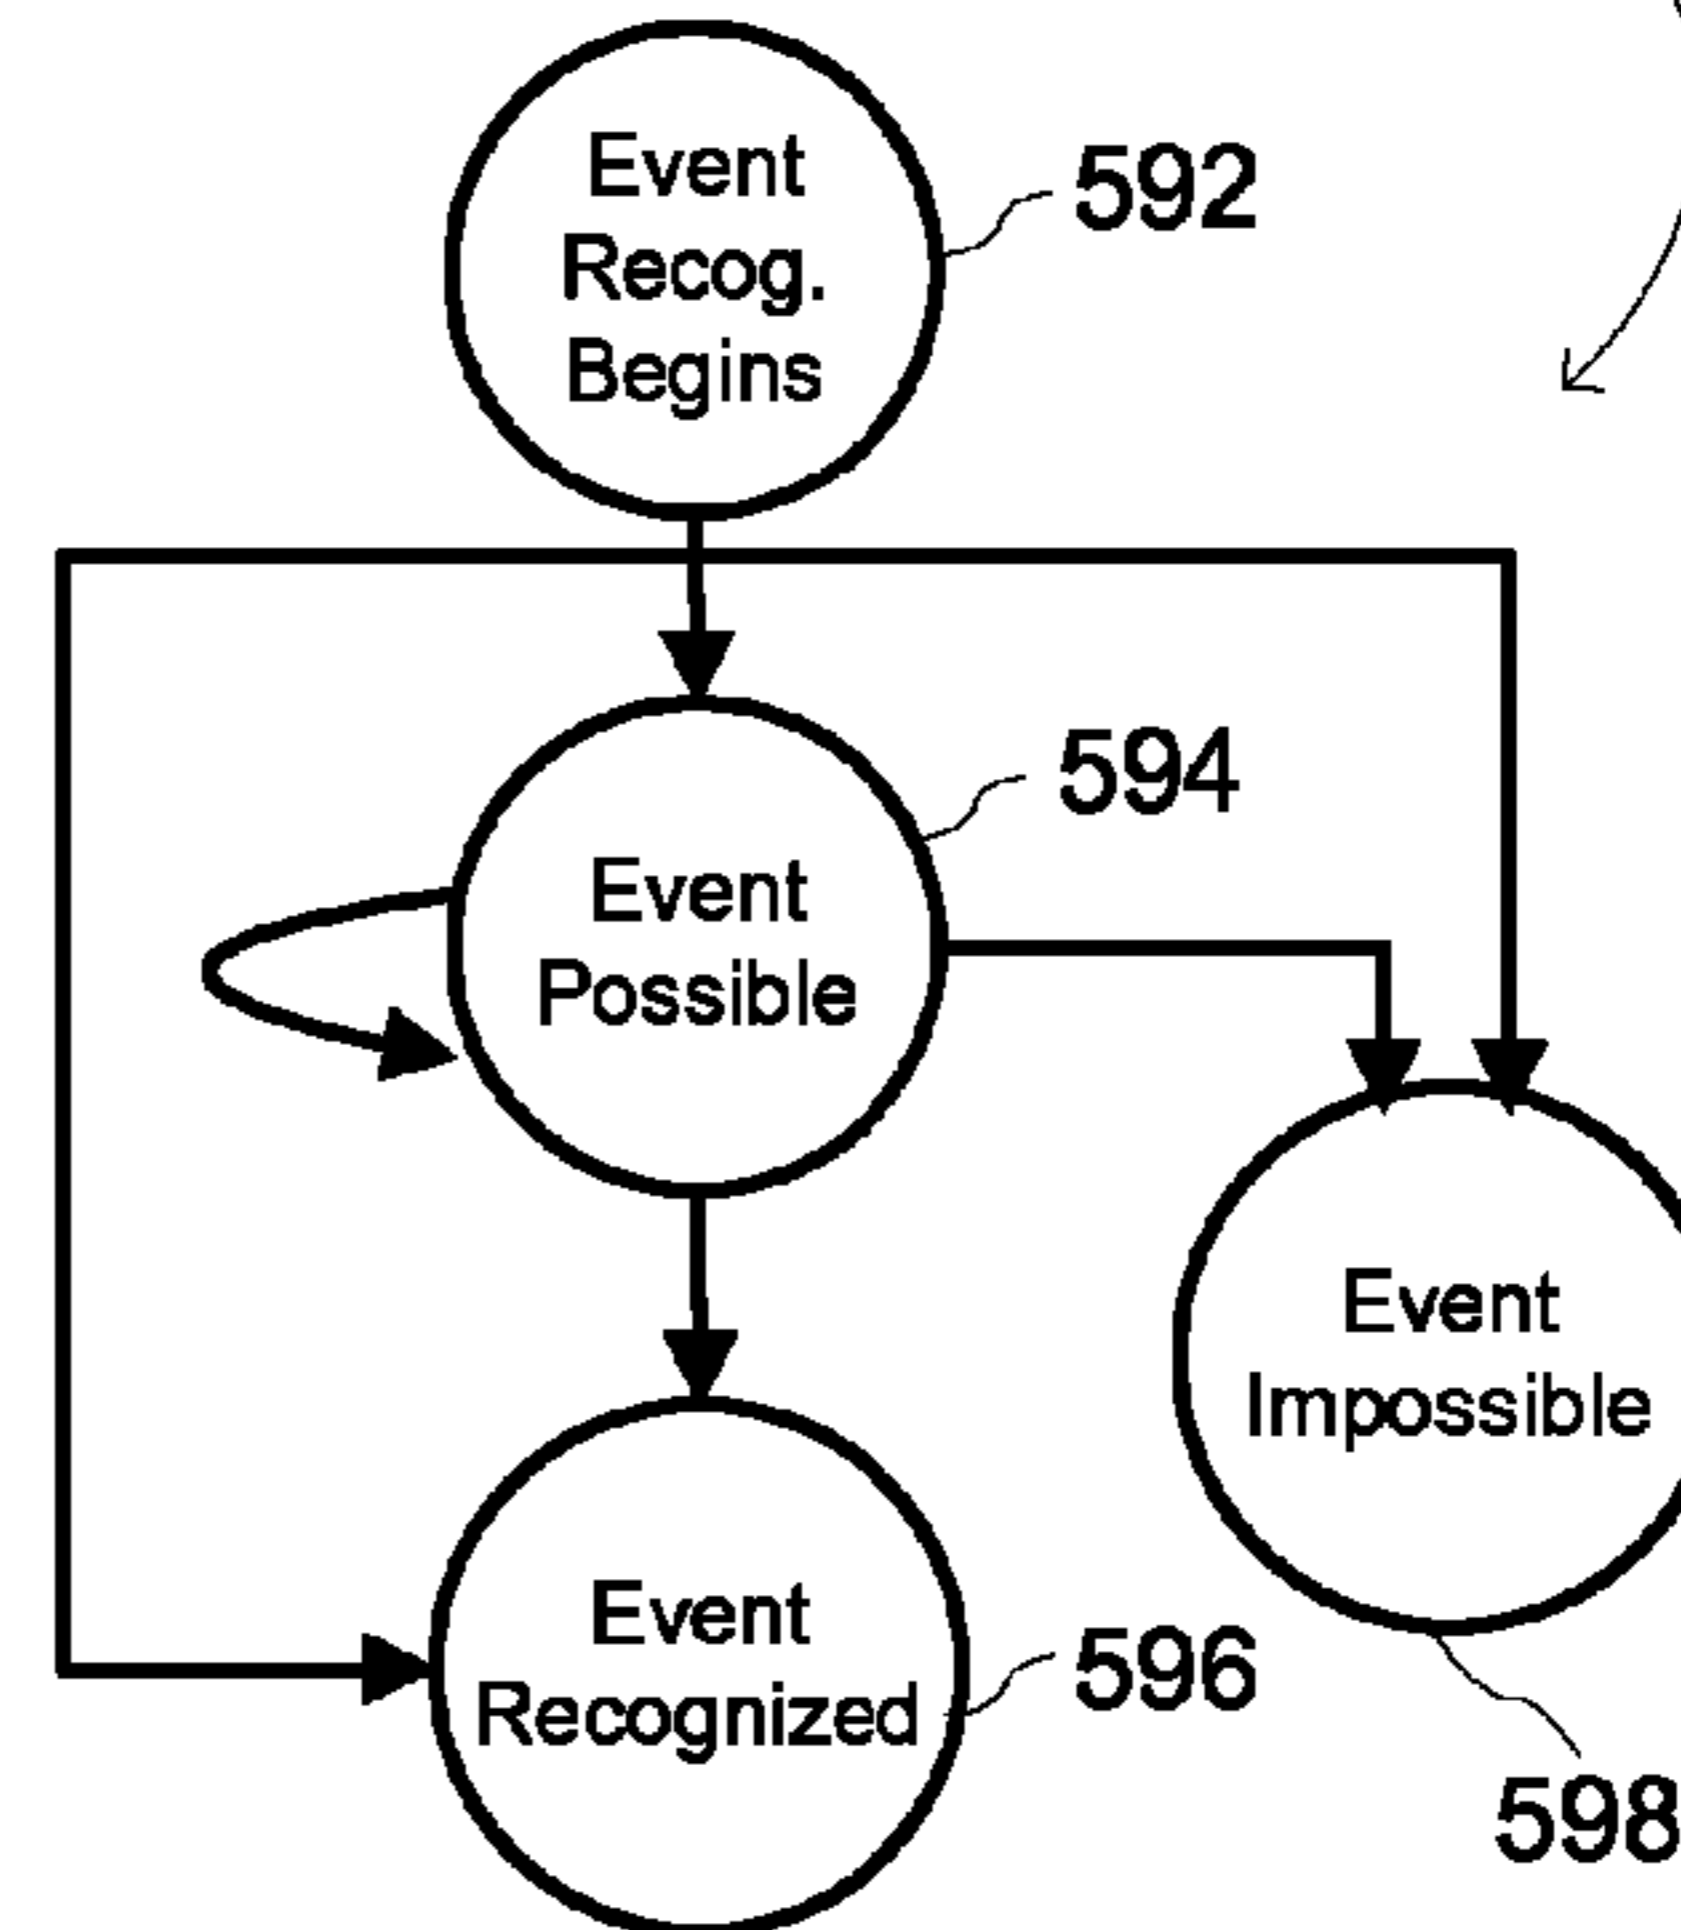 Event
Recog.
Begins
592
594
Event
Possible
Event
Impossible
Event
Recognized
596
598